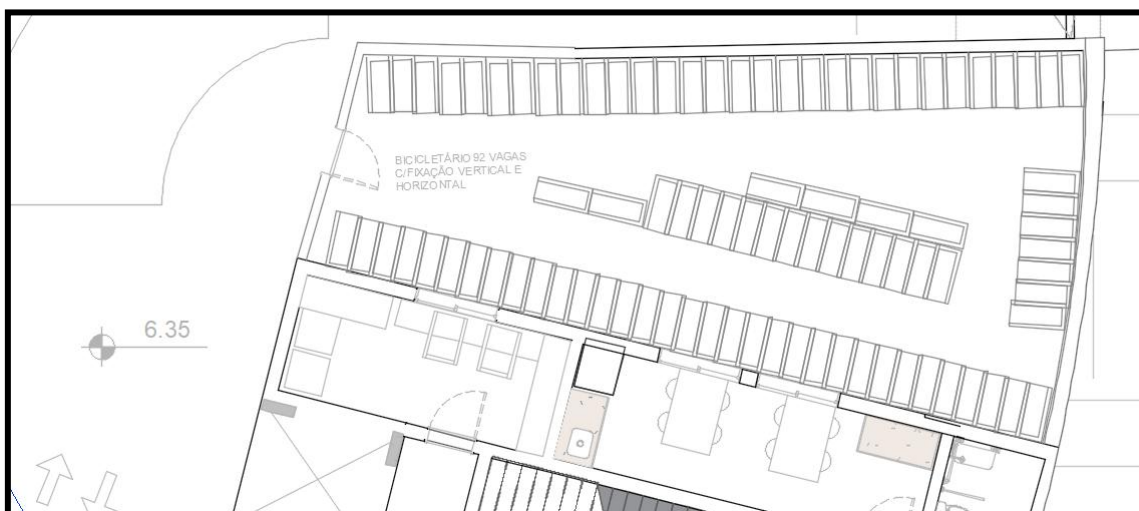 BICICLETÁRIO 92 VAGAS
C/FIXAÇÃO VERTICAL E
HORIZONTAL
6.35